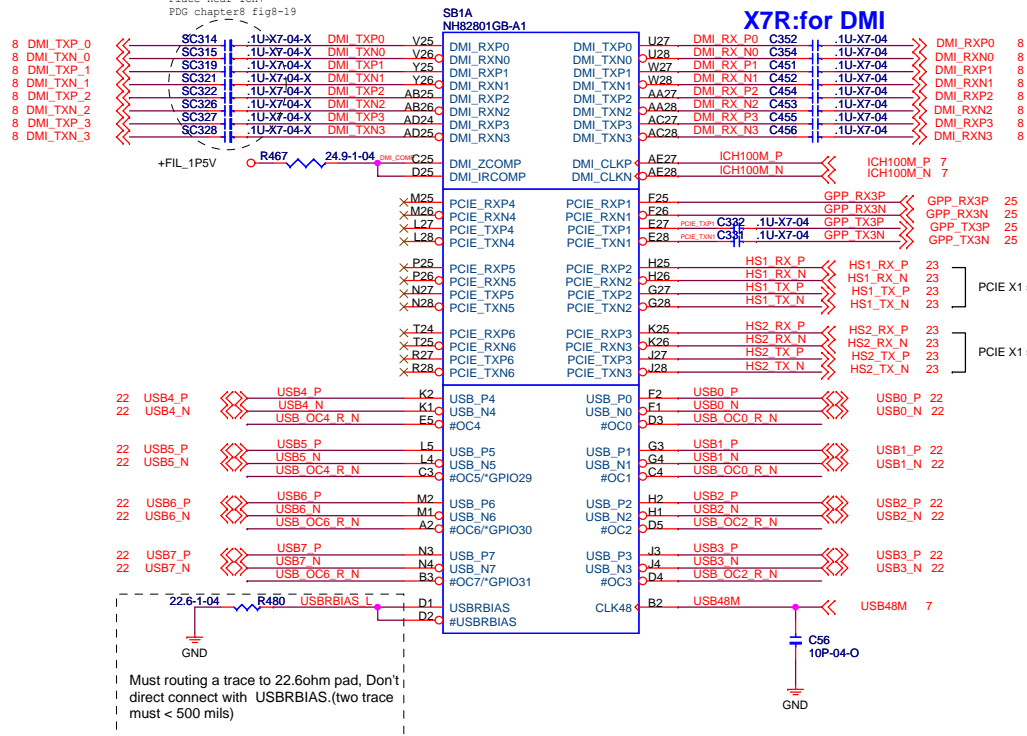 PDG chapter8 fig8-19
SB1A
NH82801GB-A1
X7R:for DMI
8 DMI_TXP_0 SC314 .1U-X7-04-X DMI_TXP0 V25 DMI_RXP0 DMI_TXP0 U27 DMI_RX_P0 C352 .1U-X7-04 DMI_RXP0 8
8 DMI_TXN_0 SC315 .1U-X7-04-X DMI_TXN0 V26 DMI_RXN0 DMI_TXN0 U28 DMI_RX_N0 C354 .1U-X7-04 DMI_RXN0 8
8 DMI_TXP_1 SC319 .1U-X7-04-X DMI_TXP1 Y25 DMI_RXP1 DMI_TXP1 W27 DMI_RX_P1 C451 .1U-X7-04 DMI_RXP1 8
8 DMI_TXN_1 SC321 .1U-X7-04-X DMI_TXN1 Y26 DMI_RXN1 DMI_TXN1 W28 DMI_RX_N1 C452 .1U-X7-04 DMI_RXN1 8
8 DMI_TXP_2 SC322 .1U-X7-04-X DMI_TXP2 AB25 DMI_RXP2 DMI_TXP2 AA27 DMI_RX_P2 C454 .1U-X7-04 DMI_RXP2 8
8 DMI_TXN_2 SC326 .1U-X7-04-X DMI_TXN2 AB26 DMI_RXN2 DMI_TXN2 AA28 DMI_RX_N2 C453 .1U-X7-04 DMI_RXN2 8
8 DMI_TXP_3 SC327 .1U-X7-04-X DMI_TXP3 AD24 DMI_RXP3 DMI_TXP3 AC27 DMI_RX_P3 C455 .1U-X7-04 DMI_RXP3 8
8 DMI_TXN_3 SC328 .1U-X7-04-X DMI_TXN3 AD25 DMI_RXN3 DMI_TXN3 AC28 DMI_RX_N3 C456 .1U-X7-04 DMI_RXN3 8
+FIL_1P5V R467 24.9-1-04 C25 DMI_ZCOMP DMI_CLKP AE27 ICH100M_P ICH100M_P 7
D25 DMI_IRCOMP DMI_CLKN AE28 ICH100M_N ICH100M_N 7
M25 PCIE_RXP4 PCIE_RXP1 F25 GPP_RX3P GPP_RX3P 25
M26 PCIE_RXN4 PCIE_RXN1 F26 GPP_RX3N GPP_RX3N 25
L27 PCIE_TXP4 PCIE_TXP1 E27 PCIE_TXP1 C332 .1U-X7-04 GPP_TX3P GPP_TX3P 25
L28 PCIE_TXN4 PCIE_TXN1 E28 PCIE_TXN1 C331 .1U-X7-04 GPP_TX3N GPP_TX3N 25
P25 PCIE_RXP5 PCIE_RXP2 H25 HS1_RX_P HS1_RX_P 23
P26 PCIE_RXN5 PCIE_RXN2 H26 HS1_RX_N HS1_RX_N 23
N27 PCIE_TXP5 PCIE_TXP2 G27 HS1_TX_P HS1_TX_P 23
N28 PCIE_TXN5 PCIE_TXN2 G28 HS1_TX_N HS1_TX_N 23
PCIE X1
T24 PCIE_RXP6 PCIE_RXP3 K25 HS2_RX_P HS2_RX_P 23
T25 PCIE_RXN6 PCIE_RXN3 K26 HS2_RX_N HS2_RX_N 23
R27 PCIE_TXP6 PCIE_TXP3 J27 HS2_TX_P HS2_TX_P 23
R28 PCIE_TXN6 PCIE_TXN3 J28 HS2_TX_N HS2_TX_N 23
PCIE X1
22 USB4_P USB4_P K2 USB_P4 USB_P0 F2 USB0_P USB0_P 22
22 USB4_N USB4_N K1 USB_N4 USB_N0 F1 USB0_N USB0_N 22
USB_OC4_R_N E5 #OC4 #OC0 D3 USB_OC0_R_N
22 USB5_P USB5_P L5 USB_P5 USB_P1 G3 USB1_P USB1_P 22
22 USB5_N USB5_N L4 USB_N5 USB_N1 G4 USB1_N USB1_N 22
USB_OC4_R_N C3 #OC5/*GPIO29 #OC1 C4 USB_OC0_R_N
22 USB6_P USB6_P M2 USB_P6 USB_P2 H2 USB2_P USB2_P 22
22 USB6_N USB6_N M1 USB_N6 USB_N2 H1 USB2_N USB2_N 22
USB_OC6_R_N A2 #OC6/*GPIO30 #OC2 D5 USB_OC2_R_N
22 USB7_P USB7_P N3 USB_P7 USB_P3 J3 USB3_P USB3_P 22
22 USB7_N USB7_N N4 USB_N7 USB_N3 J4 USB3_N USB3_N 22
USB_OC6_R_N B3 #OC7/*GPIO31 #OC3 D4 USB_OC2_R_N
22.6-1-04 R480 USBRBIAS_L D1 USBRBIAS CLK48 B2 USB48M USB48M 7
D2 #USBRBIAS
GND
C56
10P-04-O
GND
Must routing a trace to 22.6ohm pad, Don't
direct connect with USBRBIAS.(two trace
must < 500 mils)